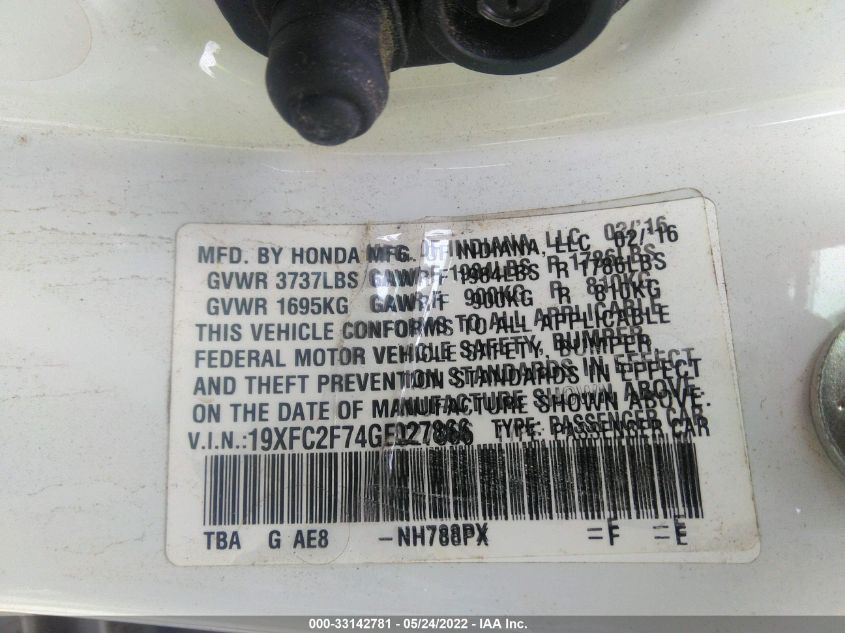 MFD. BY HONDA MFG. OF INDIANA, LLC 02/'16
GVWR 3737LBS GAWR F 1984LBS R 1786LBS
GVWR 1695KG GAWR F 900KG R 810KG
THIS VEHICLE CONFORMS TO ALL APPLICABLE
FEDERAL MOTOR VEHICLE SAFETY, BUMPER
AND THEFT PREVENTION STANDARDS IN EFFECT
ON THE DATE OF MANUFACTURE SHOWN ABOVE.
V.I.N.:19XFC2F74GE027866 TYPE: PASSENGER CAR
TBA G AE8 -NH788PX =F =E
000-33142781 - 05/24/2022 - IAA Inc.